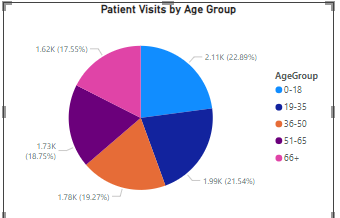 Patient Visits by Age Group
1.62K (17.55%)
2.11K (22.89%)
AgeGroup
0-18
19-35
36-50
51-65
66+
1.73K
(18.75%)
1.78K (19.27%)
1.99K (21.54%)